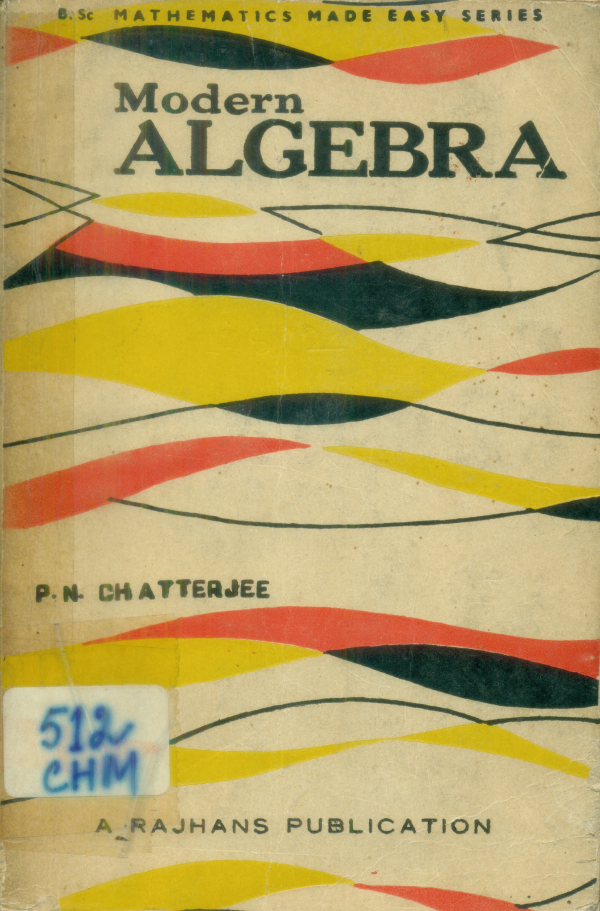 B.Sc MATHEMATICS MADE EASY SERIES
Modern
ALGEBRA
P. N. CHATTERJEE
512
CHM
A RAJHANS PUBLICATION